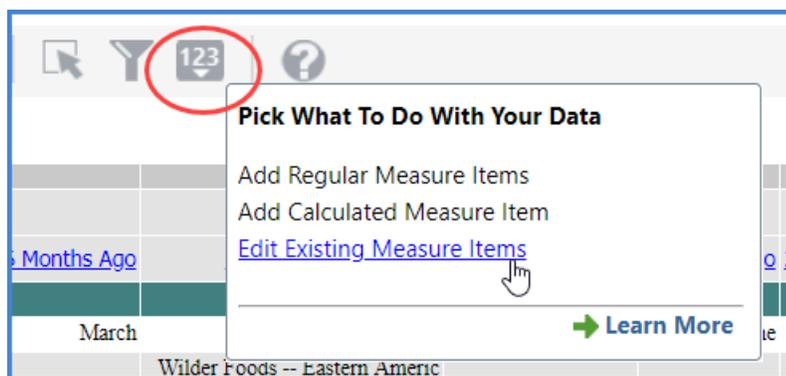 123
?
Pick What To Do With Your Data
Add Regular Measure Items
Add Calculated Measure Item
Edit Existing Measure Items
Months Ago
Learn More
March
Wilder Foods -- Eastern Americ